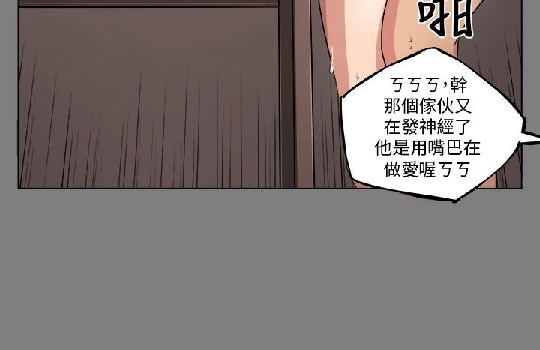 啪
ㄎㄎㄎ，幹
那個傢伙又
在發神經了
他是用嘴巴在
做愛喔ㄎㄎ